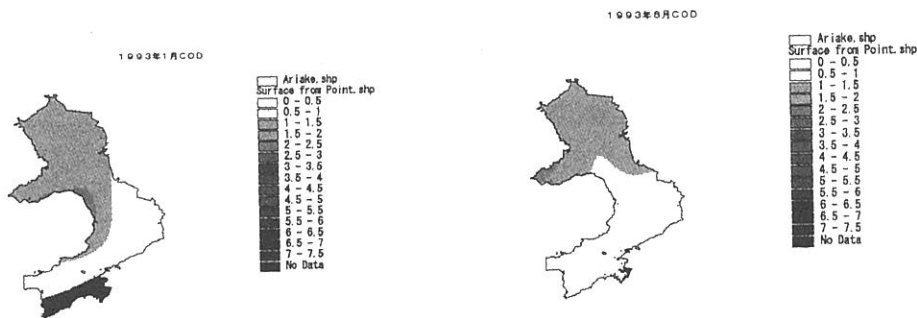 1993年1月COD
Ariake.shp
Surface from Point.shp
0 - 0.5
0.5 - 1
1 - 1.5
1.5 - 2
2 - 2.5
2.5 - 3
3 - 3.5
3.5 - 4
4 - 4.5
4.5 - 5
5 - 5.5
5.5 - 6
6 - 6.5
6.5 - 7
7 - 7.5
No Data
1993年6月COD
Ariake.shp
Surface from Point.shp
0 - 0.5
0.5 - 1
1 - 1.5
1.5 - 2
2 - 2.5
2.5 - 3
3 - 3.5
3.5 - 4
4 - 4.5
4.5 - 5
5 - 5.5
5.5 - 6
6 - 6.5
6.5 - 7
7 - 7.5
No Data